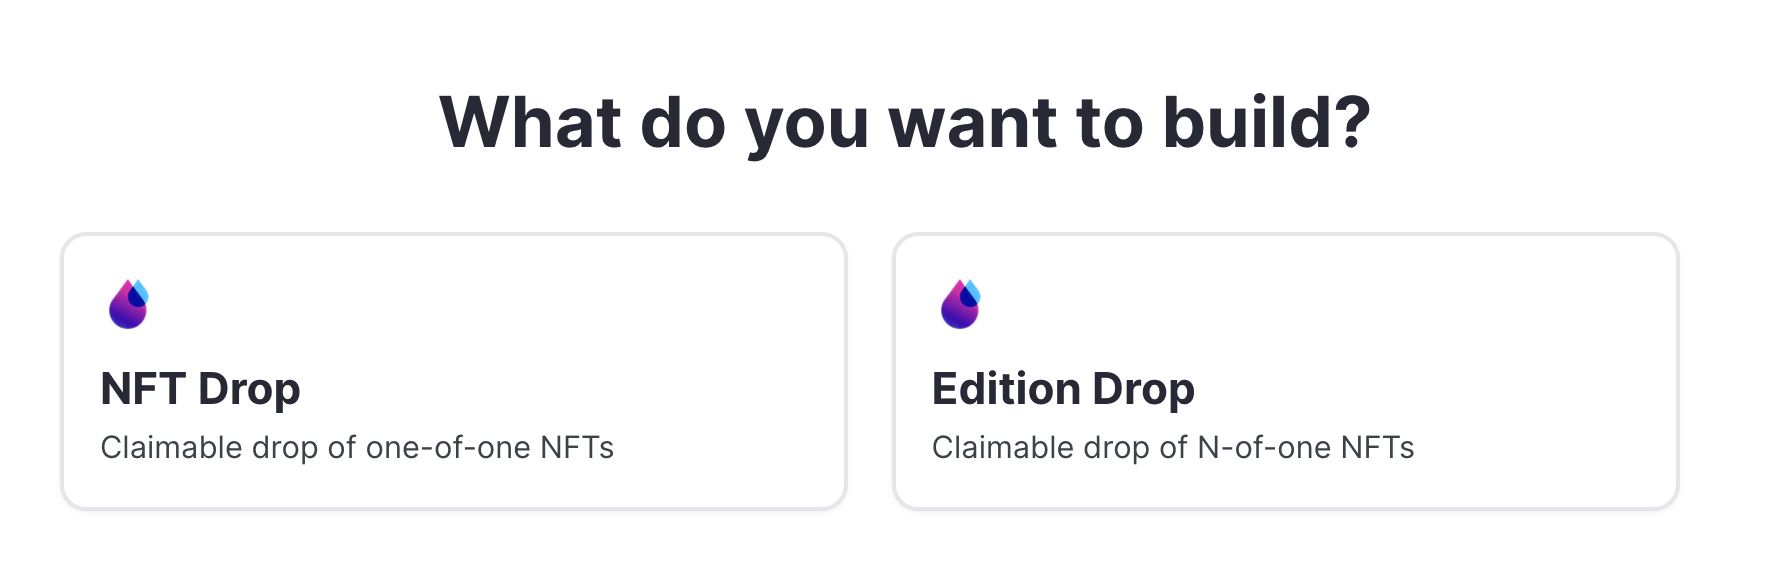 What do you want to build?
NFT Drop
Claimable drop of one-of-one NFTs
Edition Drop
Claimable drop of N-of-one NFTs